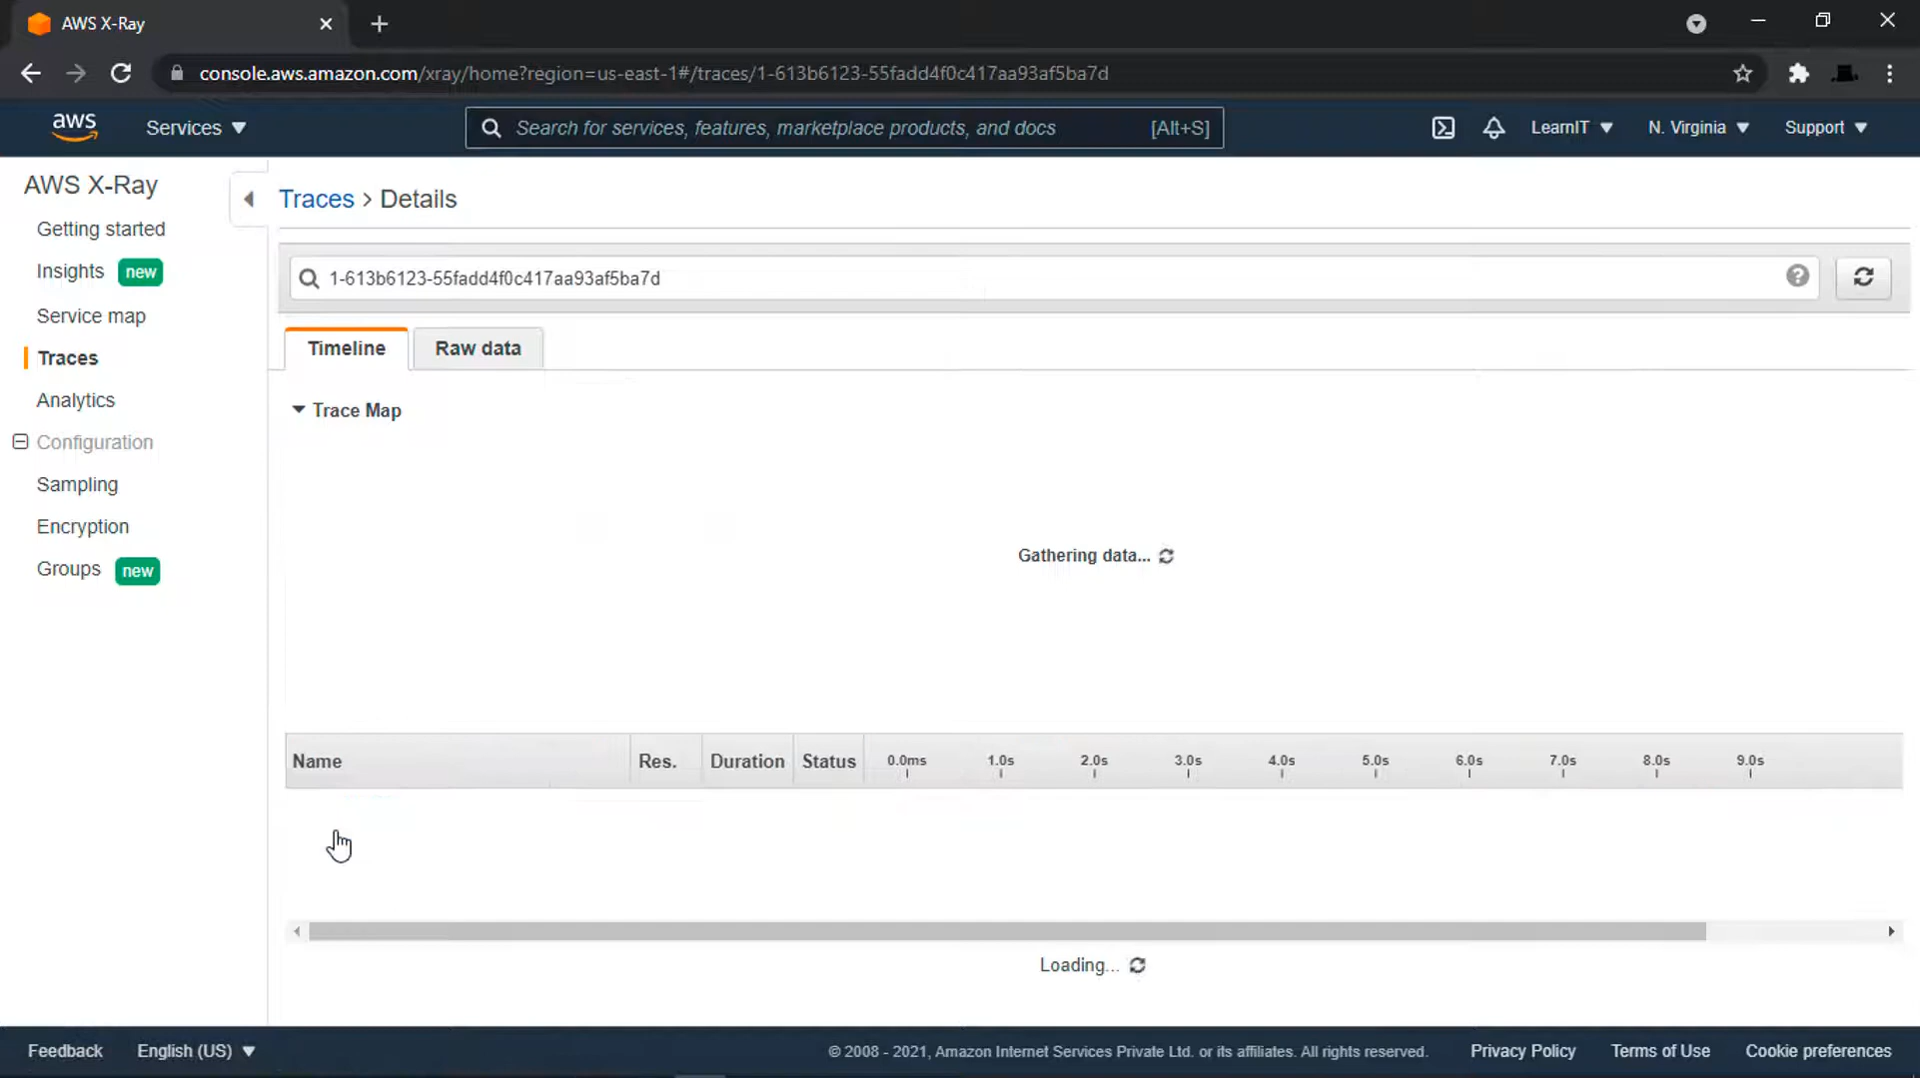 AWS X-Ray
console.aws.amazon.com/xray/home?region=us-east-1#/traces/1-613b6123-55fadd4f0c417aa93af5ba7d
aws
Services
Search for services, features, marketplace products, and docs [Alt+S]
LearnIT
N. Virginia
Support
AWS X-Ray
Getting started
Insights new
Service map
Traces
Analytics
Configuration
Sampling
Encryption
Groups new
Traces > Details
1-613b6123-55fadd4f0c417aa93af5ba7d
Timeline
Raw data
Trace Map
Gathering data...
Name Res. Duration Status 0.0ms 1.0s 2.0s 3.0s 4.0s 5.0s 6.0s 7.0s 8.0s 9.0s
Loading...
Feedback
English (US)
© 2008 - 2021, Amazon Internet Services Private Ltd. or its affiliates. All rights reserved.
Privacy Policy
Terms of Use
Cookie preferences